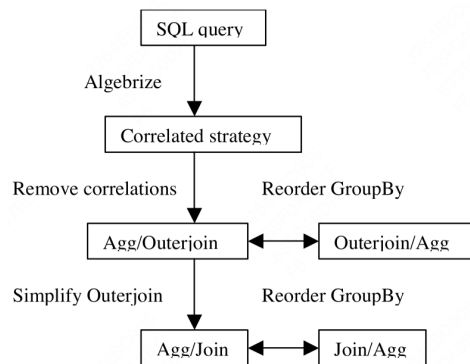 SQL query
Algebrize
Correlated strategy
Remove correlations Reorder GroupBy
Agg/Outerjoin Outerjoin/Agg
Simplify Outerjoin Reorder GroupBy
Agg/Join Join/Agg